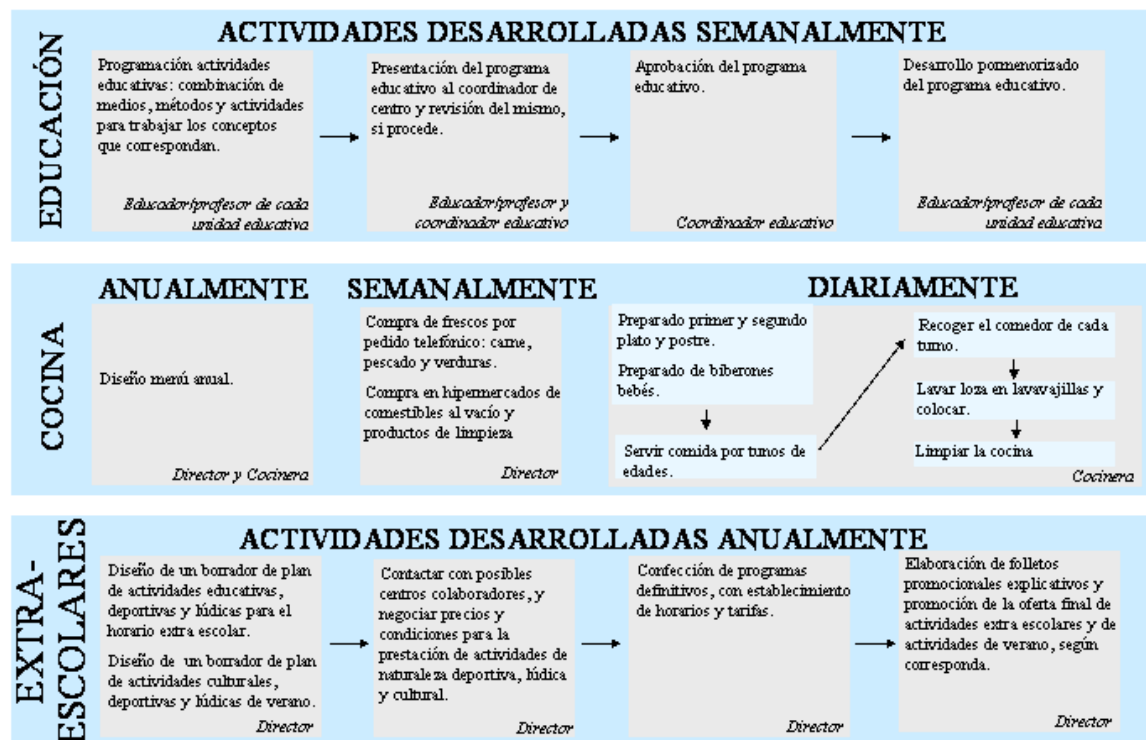 EDUCACIÓN
ACTIVIDADES DESARROLLADAS SEMANALMENTE
Programación actividades
educativas: combinación de
medios, métodos y actividades
para trabajar los conceptos
que correspondan.
Educador/profesor de cada
unidad educativa
Presentación del programa
educativo al coordinador de
centro y revisión del mismo,
si procede.
Educador/profesor y
coordinador educativo
Aprobación del programa
educativo.
Coordinador educativo
Desarrollo pormenorizado
del programa educativo.
Educador/profesor de cada
unidad educativa
COCINA
ANUALMENTE
Diseño menú anual.
Director y Cocinera
SEMANALMENTE
Compra de frescos por
pedido telefónico: carne,
pescado y verduras.
Compra en hipermercados de
comestibles al vacío y
productos de limpieza
Director
DIARIAMENTE
Preparado primer y segundo
plato y postre.
Preparado de biberones
bebés.
Servir comida por turnos de
edades.
Recoger el comedor de cada
turno.
Lavar loza en lavavajillas y
colocar.
Limpiar la cocina
Cocinera
EXTRA-
ESCOLARES
ACTIVIDADES DESARROLLADAS ANUALMENTE
Diseño de un borrador de plan
de actividades educativas,
deportivas y lúdicas para el
horario extra escolar.
Diseño de un borrador de plan
de actividades culturales,
deportivas y lúdicas de verano.
Director
Contactar con posibles
centros colaboradores, y
negociar precios y
condiciones para la
prestación de actividades de
naturaleza deportiva, lúdica
y cultural.
Director
Confección de programas
definitivos, con establecimiento
de horarios y tarifas.
Director
Elaboración de folletos
promocionales explicativos y
promoción de la oferta final de
actividades extra escolares y de
actividades de verano, según
corresponda.
Director